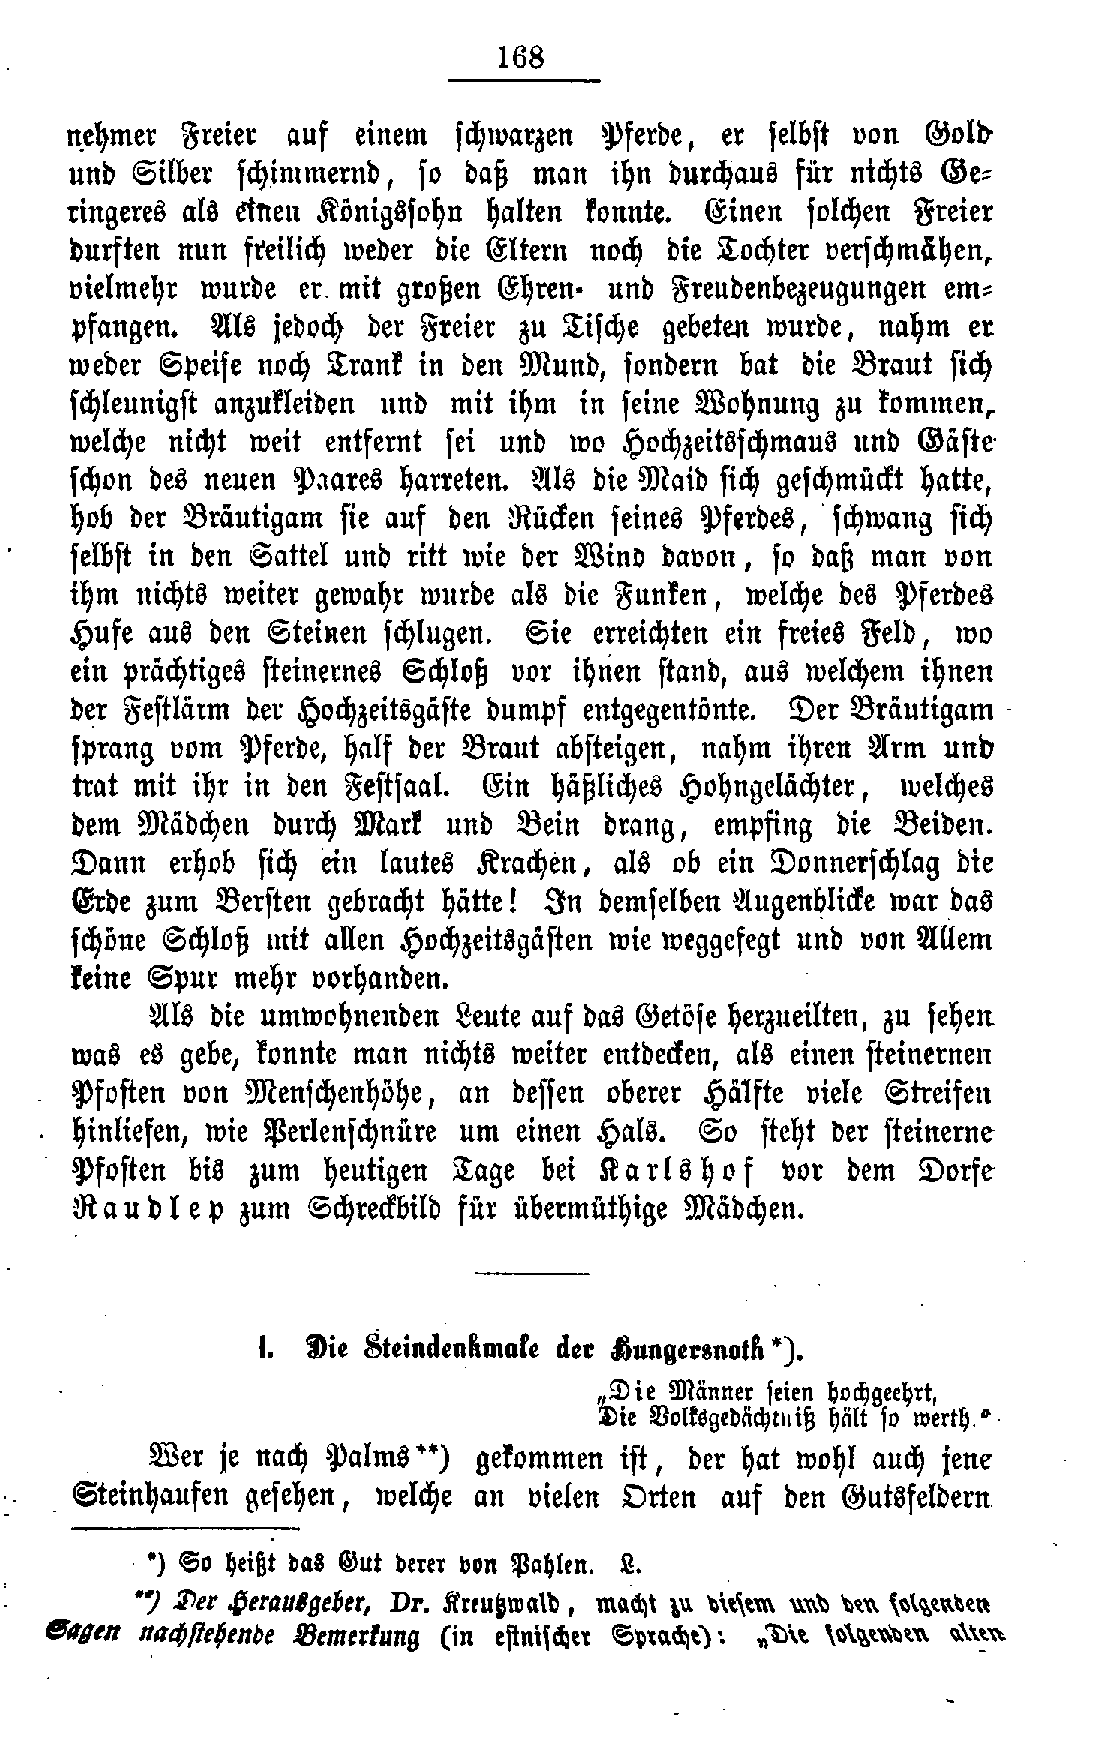 168
nehmer Freier auf einem schwarzen Pferde, er selbst von Gold
und Silber schimmernd, so daß man ihn durchaus für nichts Ge-
ringeres als einen Königssohn halten konnte. Einen solchen Freier
durften nun freilich weder die Eltern noch die Tochter verschmähen,
vielmehr wurde er mit großen Ehren- und Freudenbezeugungen em-
pfangen. Als jedoch der Freier zu Tische gebeten wurde, nahm er
weder Speise noch Trank in den Mund, sondern bat die Braut sich
schleunigst anzukleiden und mit ihm in seine Wohnung zu kommen,
welche nicht weit entfernt sei und wo Hochzeitsschmaus und Gäste
schon des neuen Paares harreten. Als die Maid sich geschmückt hatte,
hob der Bräutigam sie auf den Rücken seines Pferdes, schwang sich
selbst in den Sattel und ritt wie der Wind davon, so daß man von
ihm nichts weiter gewahr wurde als die Funken, welche des Pferdes
Hufe aus den Steinen schlugen. Sie erreichten ein freies Feld, wo
ein prächtiges steinernes Schloß vor ihnen stand, aus welchem ihnen
der Festlärm der Hochzeitsgäste dumpf entgegentönte. Der Bräutigam
sprang vom Pferde, half der Braut absteigen, nahm ihren Arm und
trat mit ihr in den Festsaal. Ein häßliches Hohngelächter, welches
dem Mädchen durch Mark und Bein drang, empfing die Beiden.
Dann erhob sich ein lautes Krachen, als ob ein Donnerschlag die
Erde zum Bersten gebracht hätte! In demselben Augenblicke war das
schöne Schloß mit allen Hochzeitsgästen wie weggefegt und von Allem
keine Spur mehr vorhanden.
Als die umwohnenden Leute auf das Getöse herzueilten, zu sehen
was es gebe, konnte man nichts weiter entdecken, als einen steinernen
Pfosten von Menschenhöhe, an dessen oberer Hälfte viele Streifen
hinliefen, wie Perlenschnüre um einen Hals. So steht der steinerne
Pfosten bis zum heutigen Tage bei Karlshof vor dem Dorfe
Raudlep zum Schreckbild für übermüthige Mädchen.
l. Die Steindenkmale der Hungersnoth*).
„Die Männer seien hochgeehrt,
Die Volksgedächtniß hält so werth."
Wer je nach Palms**) gekommen ist, der hat wohl auch jene
Steinhaufen gesehen, welche an vielen Orten auf den Gutsfeldern
*) So heißt das Gut derer von Pahlen. L.
**) Der Herausgeber, Dr. Kreutzwald, macht zu diesem und den folgenden
Sagen nachstehende Bemerkung (in estnischer Sprache): „Die folgenden alten